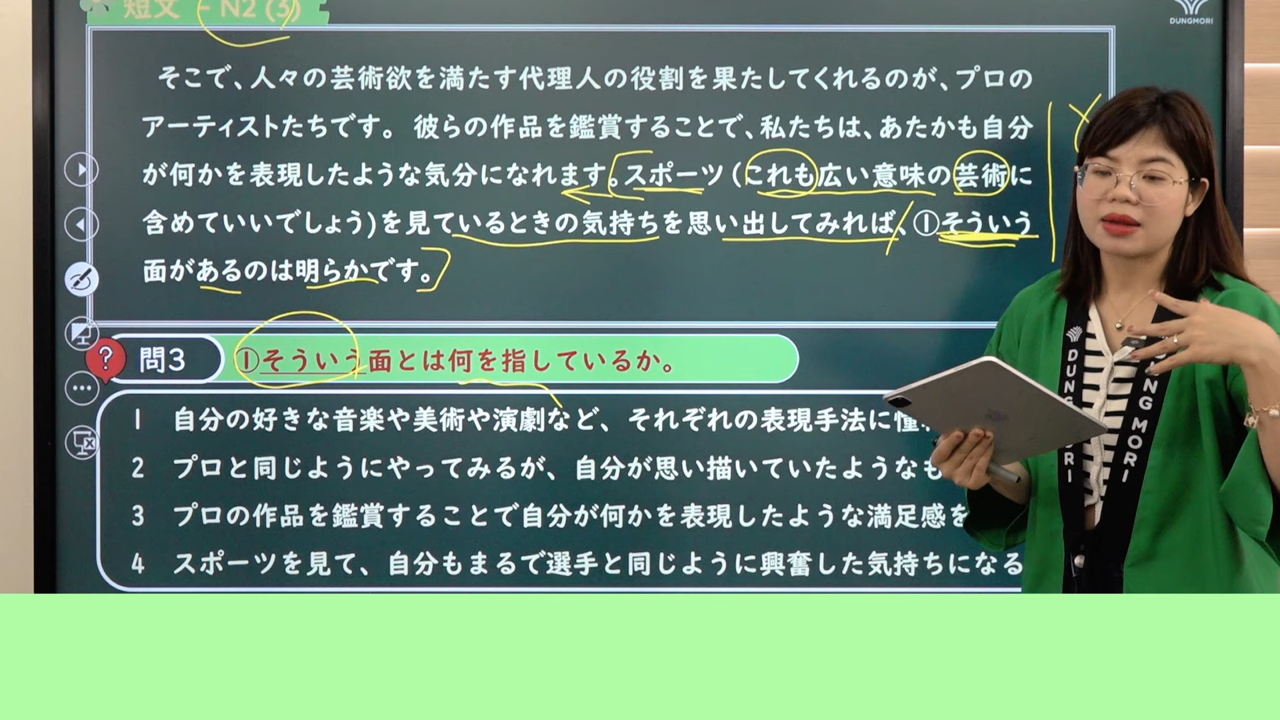 短文 - N2 (3)
DUNGMORI
そこで、人々の芸術欲を満たす代理人の役割を果たしてくれるのが、プロの
アーティストたちです。 彼らの作品を鑑賞することで、私たちは、あたかも自分
が何かを表現したような気分になれます。スポーツ(これも広い意味の芸術に
含めていいでしょう)を見ているときの気持ちを思い出してみれば、①そういう
面があるのは明らかです。
問3 ①そういう面とは何を指しているか。
1 自分の好きな音楽や美術や演劇など、それぞれの表現手法に
2 プロと同じようにやってみるが、自分が思い描いていたようなも
3 プロの作品を鑑賞することで自分が何かを表現したような満足感を
4 スポーツを見て、自分もまるで選手と同じように興奮した気持ちになる
DUNGMORI
DUNG MORI